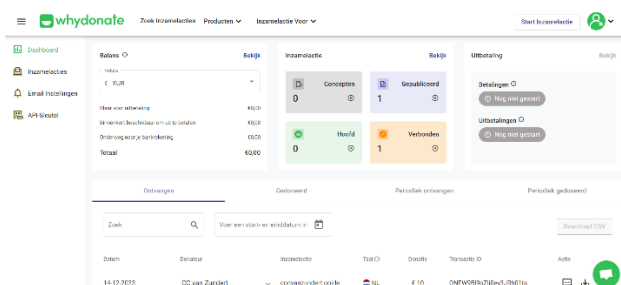 whydonate
Zoek Inzamelacties
Producten
Inzamelactie Voor
Start Inzamelactie
Dashboard
Inzamelacties
Email Instellingen
API-Sleutel
Balans
Bekijk
Valuta
€ EUR
Klaar voor uitbetaling €0,00
Binnenkort beschikbaar om uit te betalen €0,00
Onderweg naar je bankrekening €0,00
Totaal €0,00
Inzamelactie
Bekijk
Concepten
0
Gepubliceerd
1
Hoofd
0
Verbonden
1
Uitbetaling
Bekijk
Betalingen
Nog niet gestart
Uitbetalingen
Nog niet gestart
Ontvangen
Gedoneerd
Periodiek ontvangen
Periodiek gedoneerd
Zoek
Voer een start- en einddatum in
Download CSV
Datum Donateur Inzamelactie Taal Donatie Transactie ID Actie
14-12-2023 CC van Zundert NL € 10